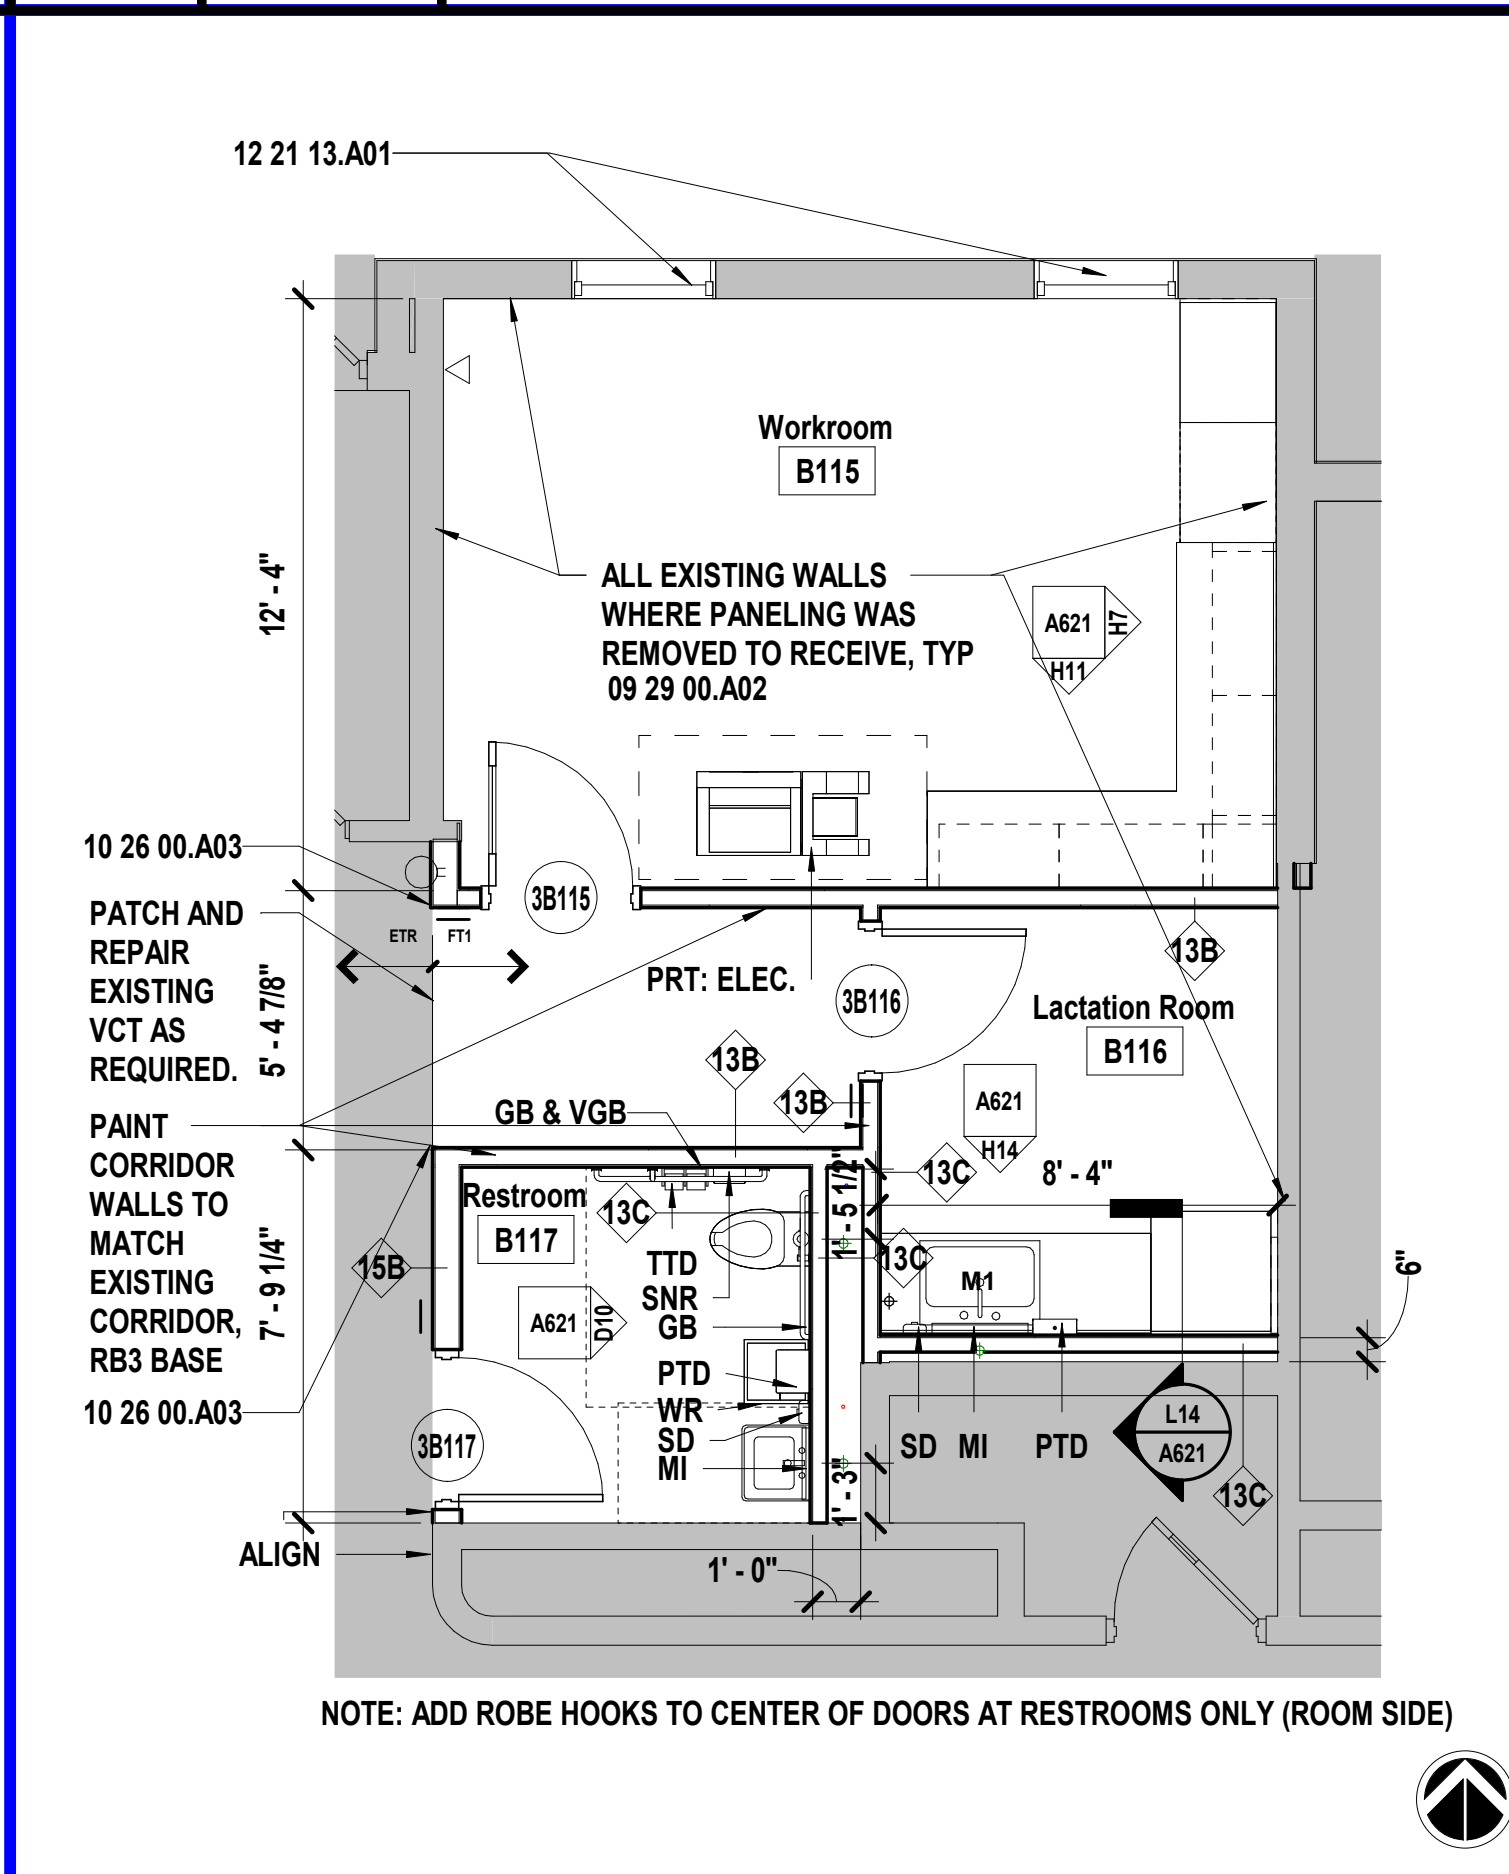 12 21 13.A01
Workroom
B115
12' - 4"
ALL EXISTING WALLS
WHERE PANELING WAS
REMOVED TO RECEIVE, TYP
09 29 00.A02
A621
H7
H11
10 26 00.A03
3B115
PATCH AND
REPAIR
EXISTING
VCT AS
REQUIRED.
ETR
FT1
5' - 4 7/8"
PRT: ELEC.
3B116
13B
Lactation Room
B116
13B
13B
GB & VGB
A621
H14
PAINT
CORRIDOR
WALLS TO
MATCH
EXISTING
CORRIDOR,
RB3 BASE
7' - 9 1/4"
10 26 00.A03
Restroom
B117
13C
1' - 5 1/2"
13C
8' - 4"
15B
TTD
SNR
GB
13C
M1
6"
A621
D10
PTD
WR
SD
MI
3B117
SD
MI
PTD
L14
A621
13C
1' - 3"
ALIGN
1' - 0"
NOTE: ADD ROBE HOOKS TO CENTER OF DOORS AT RESTROOMS ONLY (ROOM SIDE)